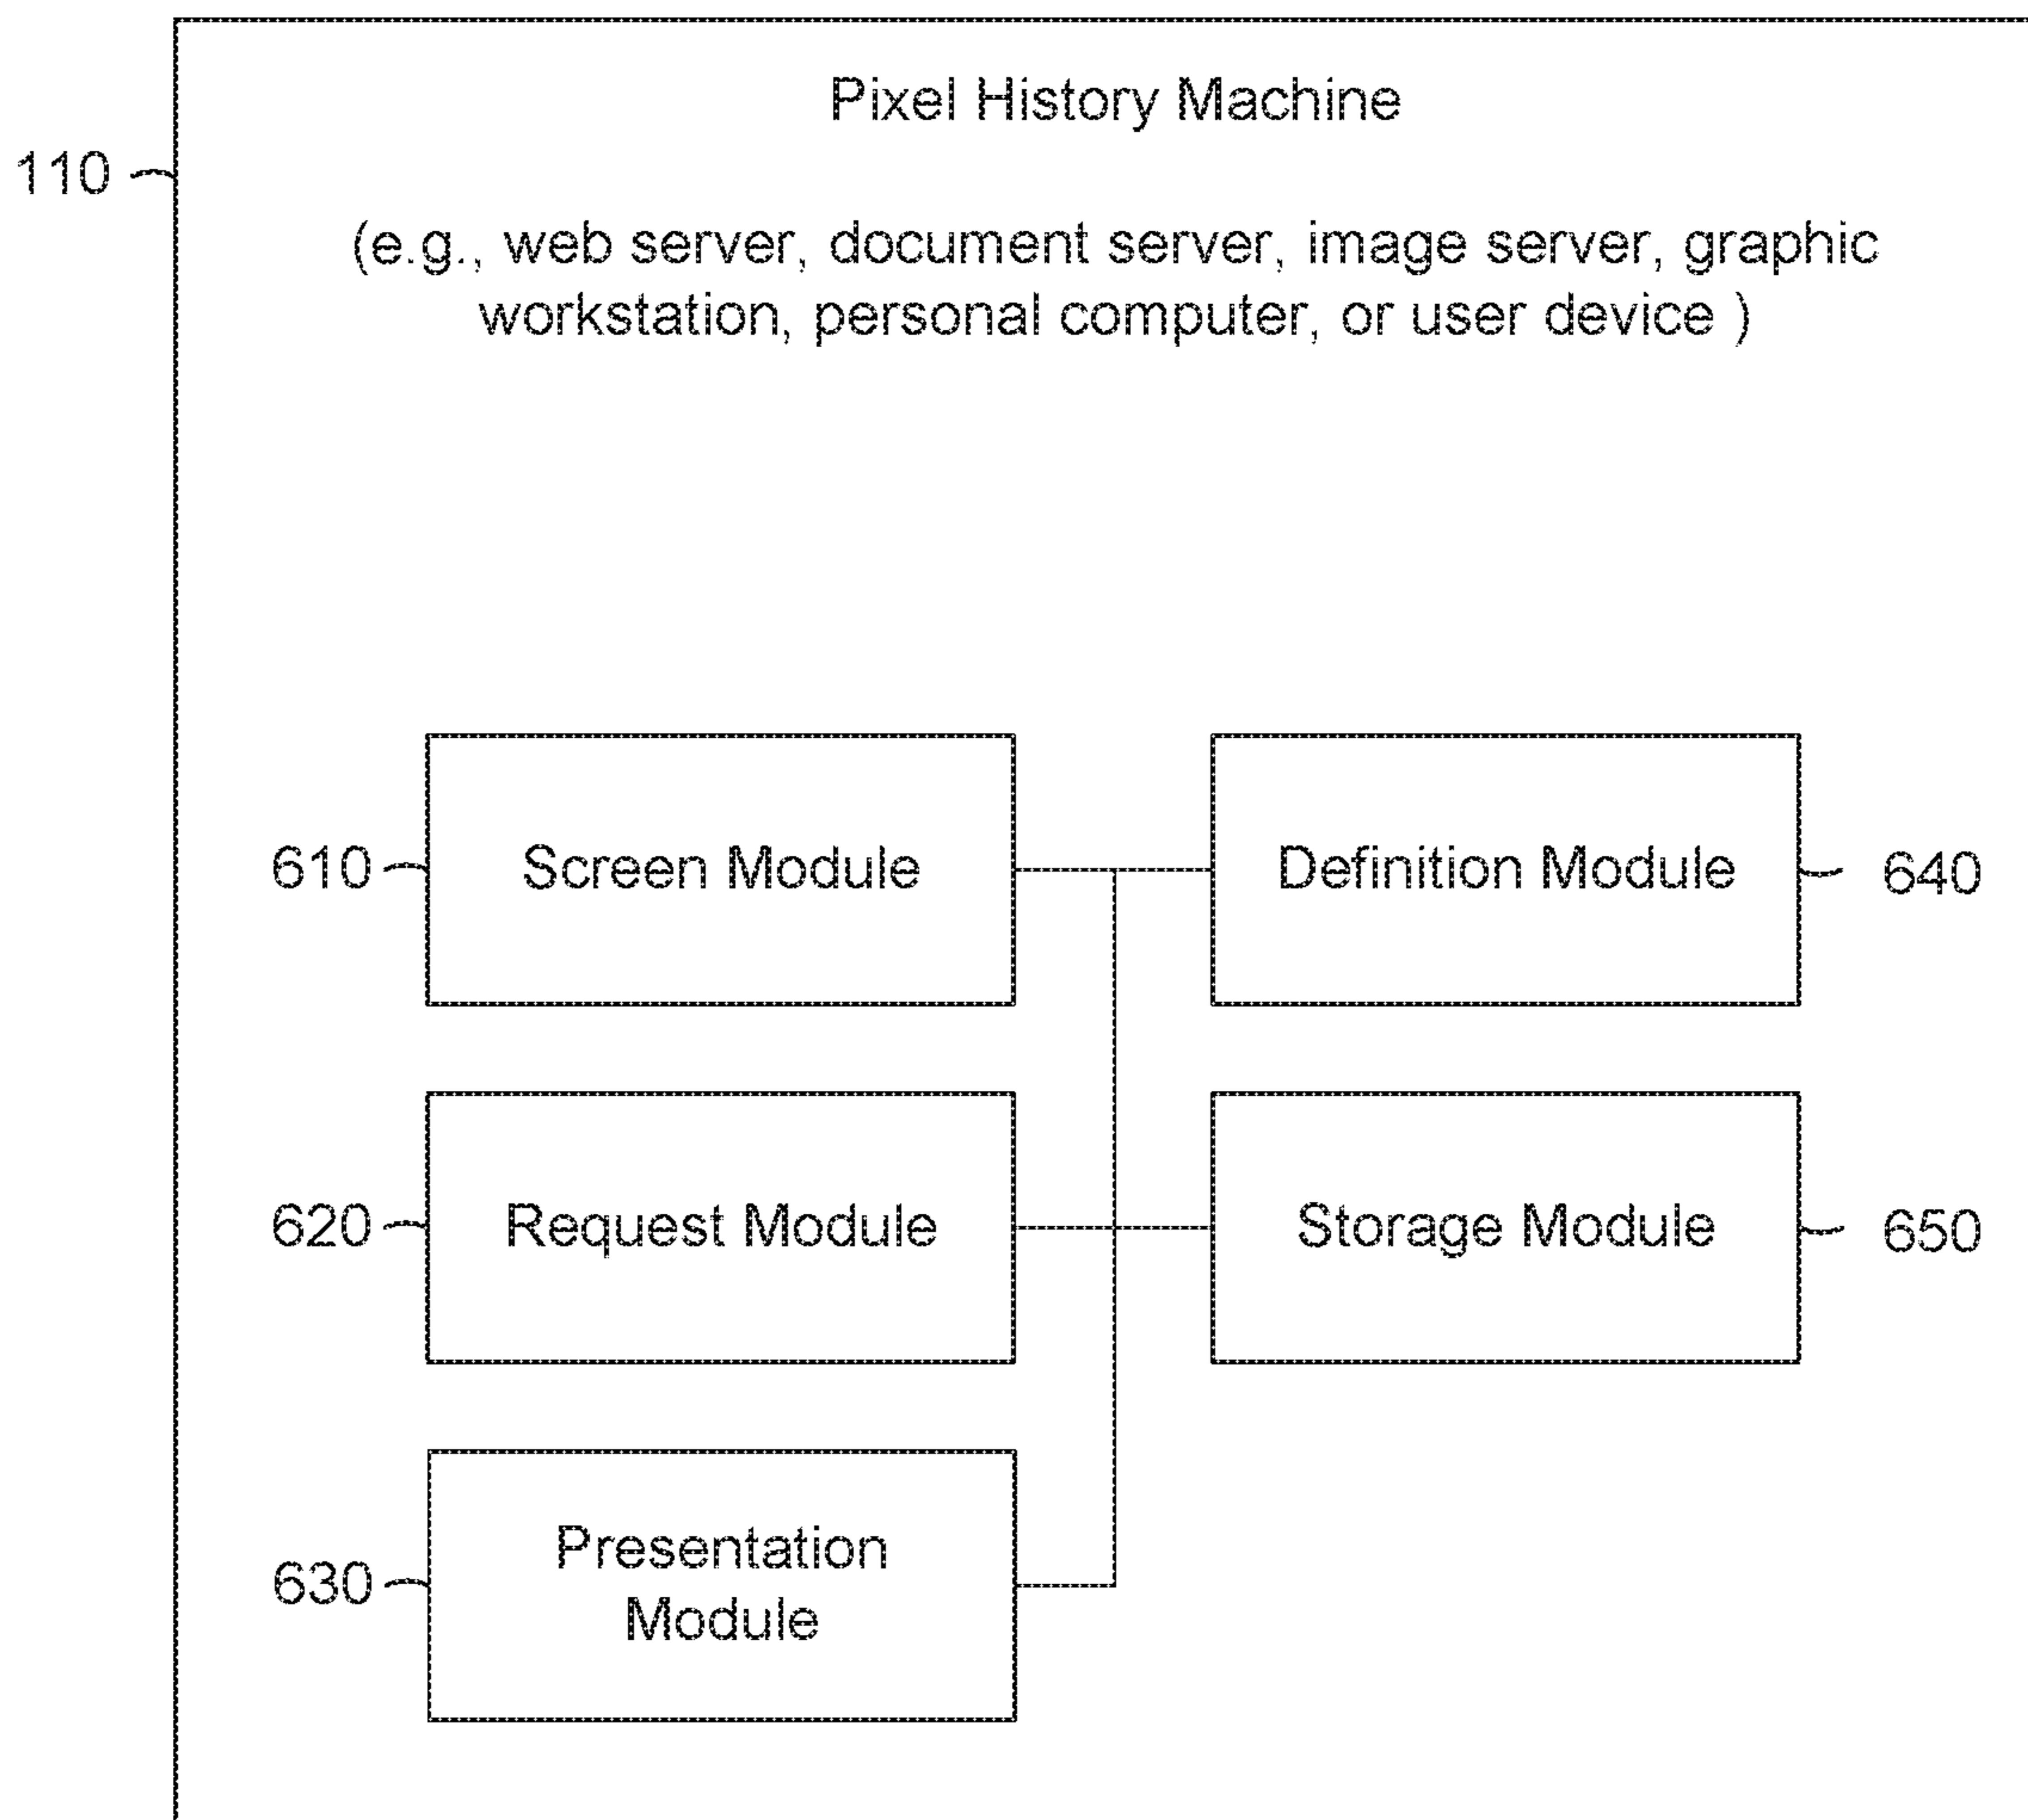 Pixel History Machine
110
(e.g., web server, document server, image server, graphic
workstation, personal computer, or user device )
610
Screen Module
Definition Module
640
620
Request Module
Storage Module
650
630
Presentation
Module